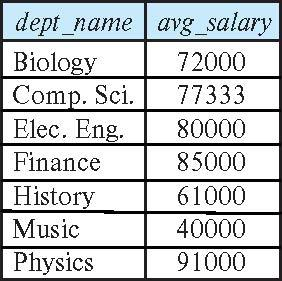 dept_name avg_salary
Biology 72000
Comp. Sci. 77333
Elec. Eng. 80000
Finance 85000
History 61000
Music 40000
Physics 91000